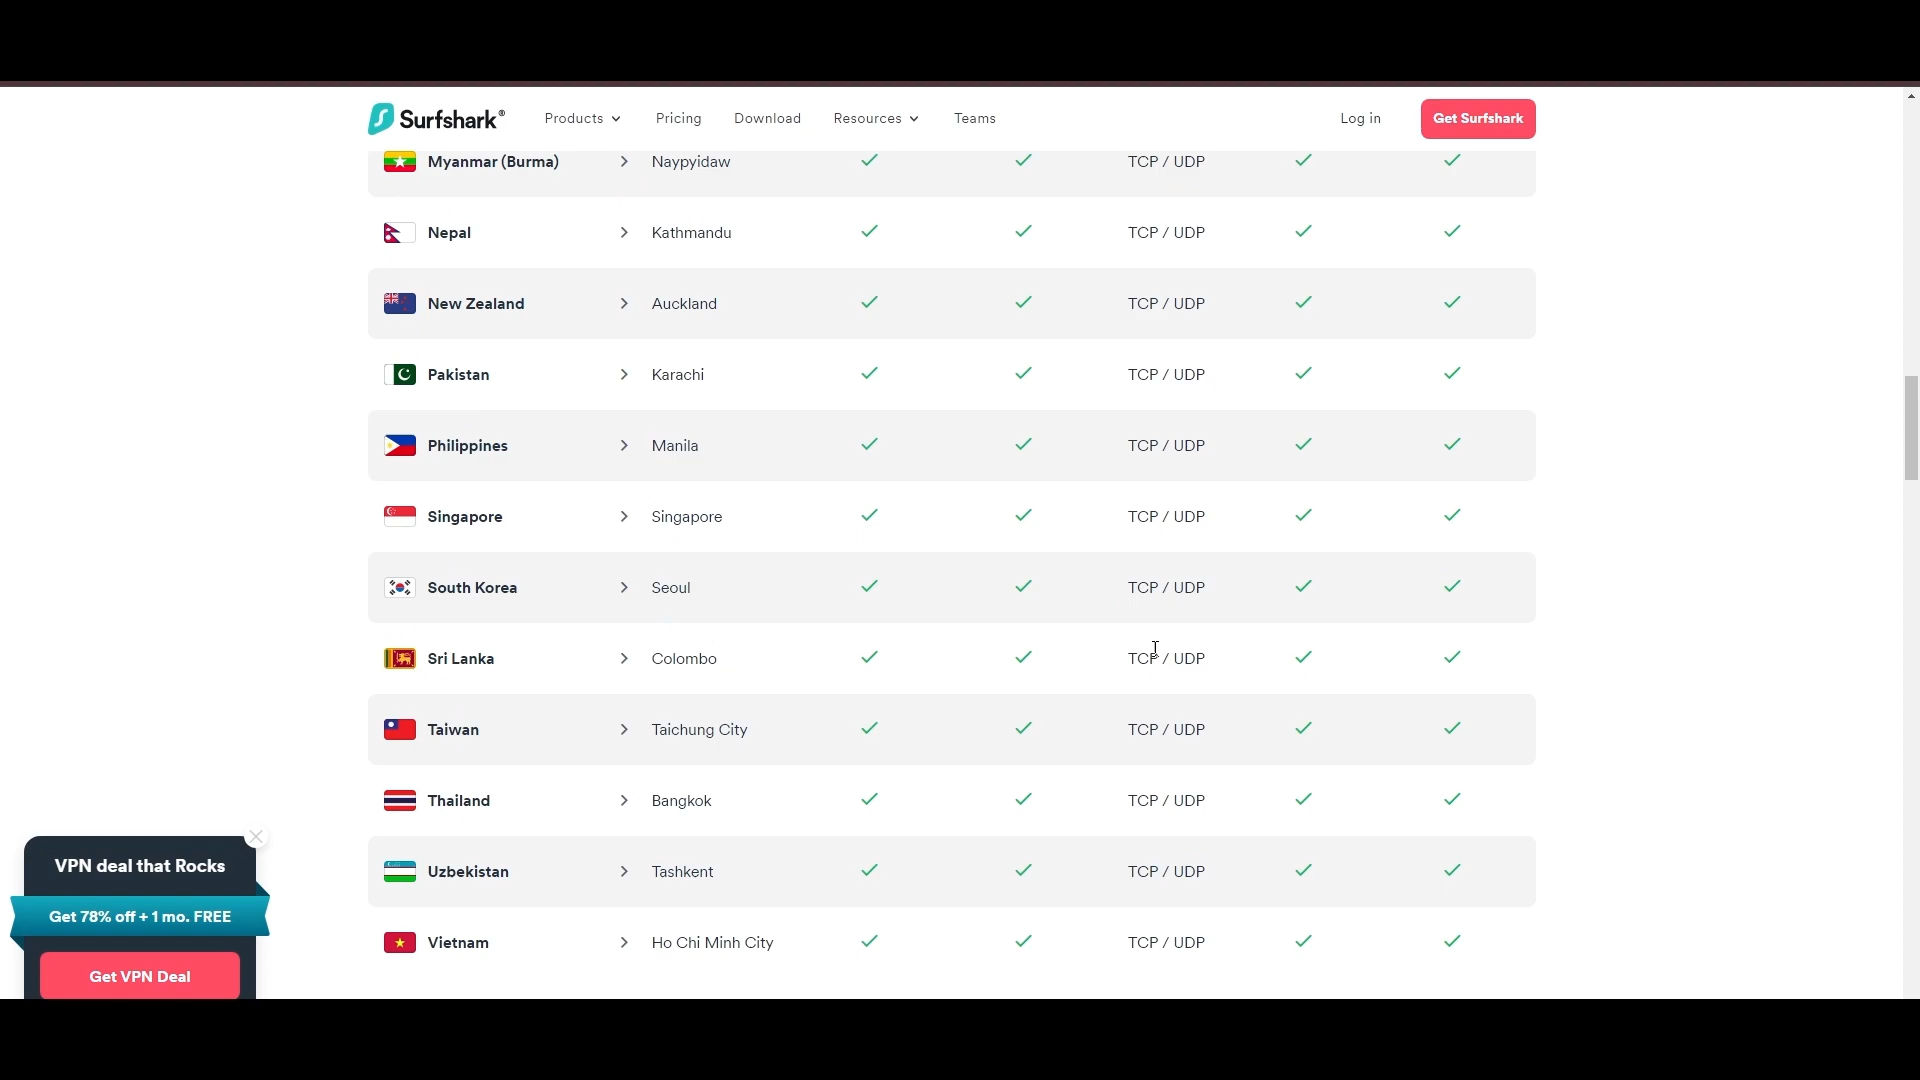 Surfshark® Products Pricing Download Resources Teams Log in Get Surfshark
Myanmar (Burma) Naypyidaw TCP / UDP
Nepal Kathmandu TCP / UDP
New Zealand Auckland TCP / UDP
Pakistan Karachi TCP / UDP
Philippines Manila TCP / UDP
Singapore Singapore TCP / UDP
South Korea Seoul TCP / UDP
Sri Lanka Colombo TCP / UDP
Taiwan Taichung City TCP / UDP
Thailand Bangkok TCP / UDP
Uzbekistan Tashkent TCP / UDP
Vietnam Ho Chi Minh City TCP / UDP
VPN deal that Rocks
Get 78% off + 1 mo. FREE
Get VPN Deal